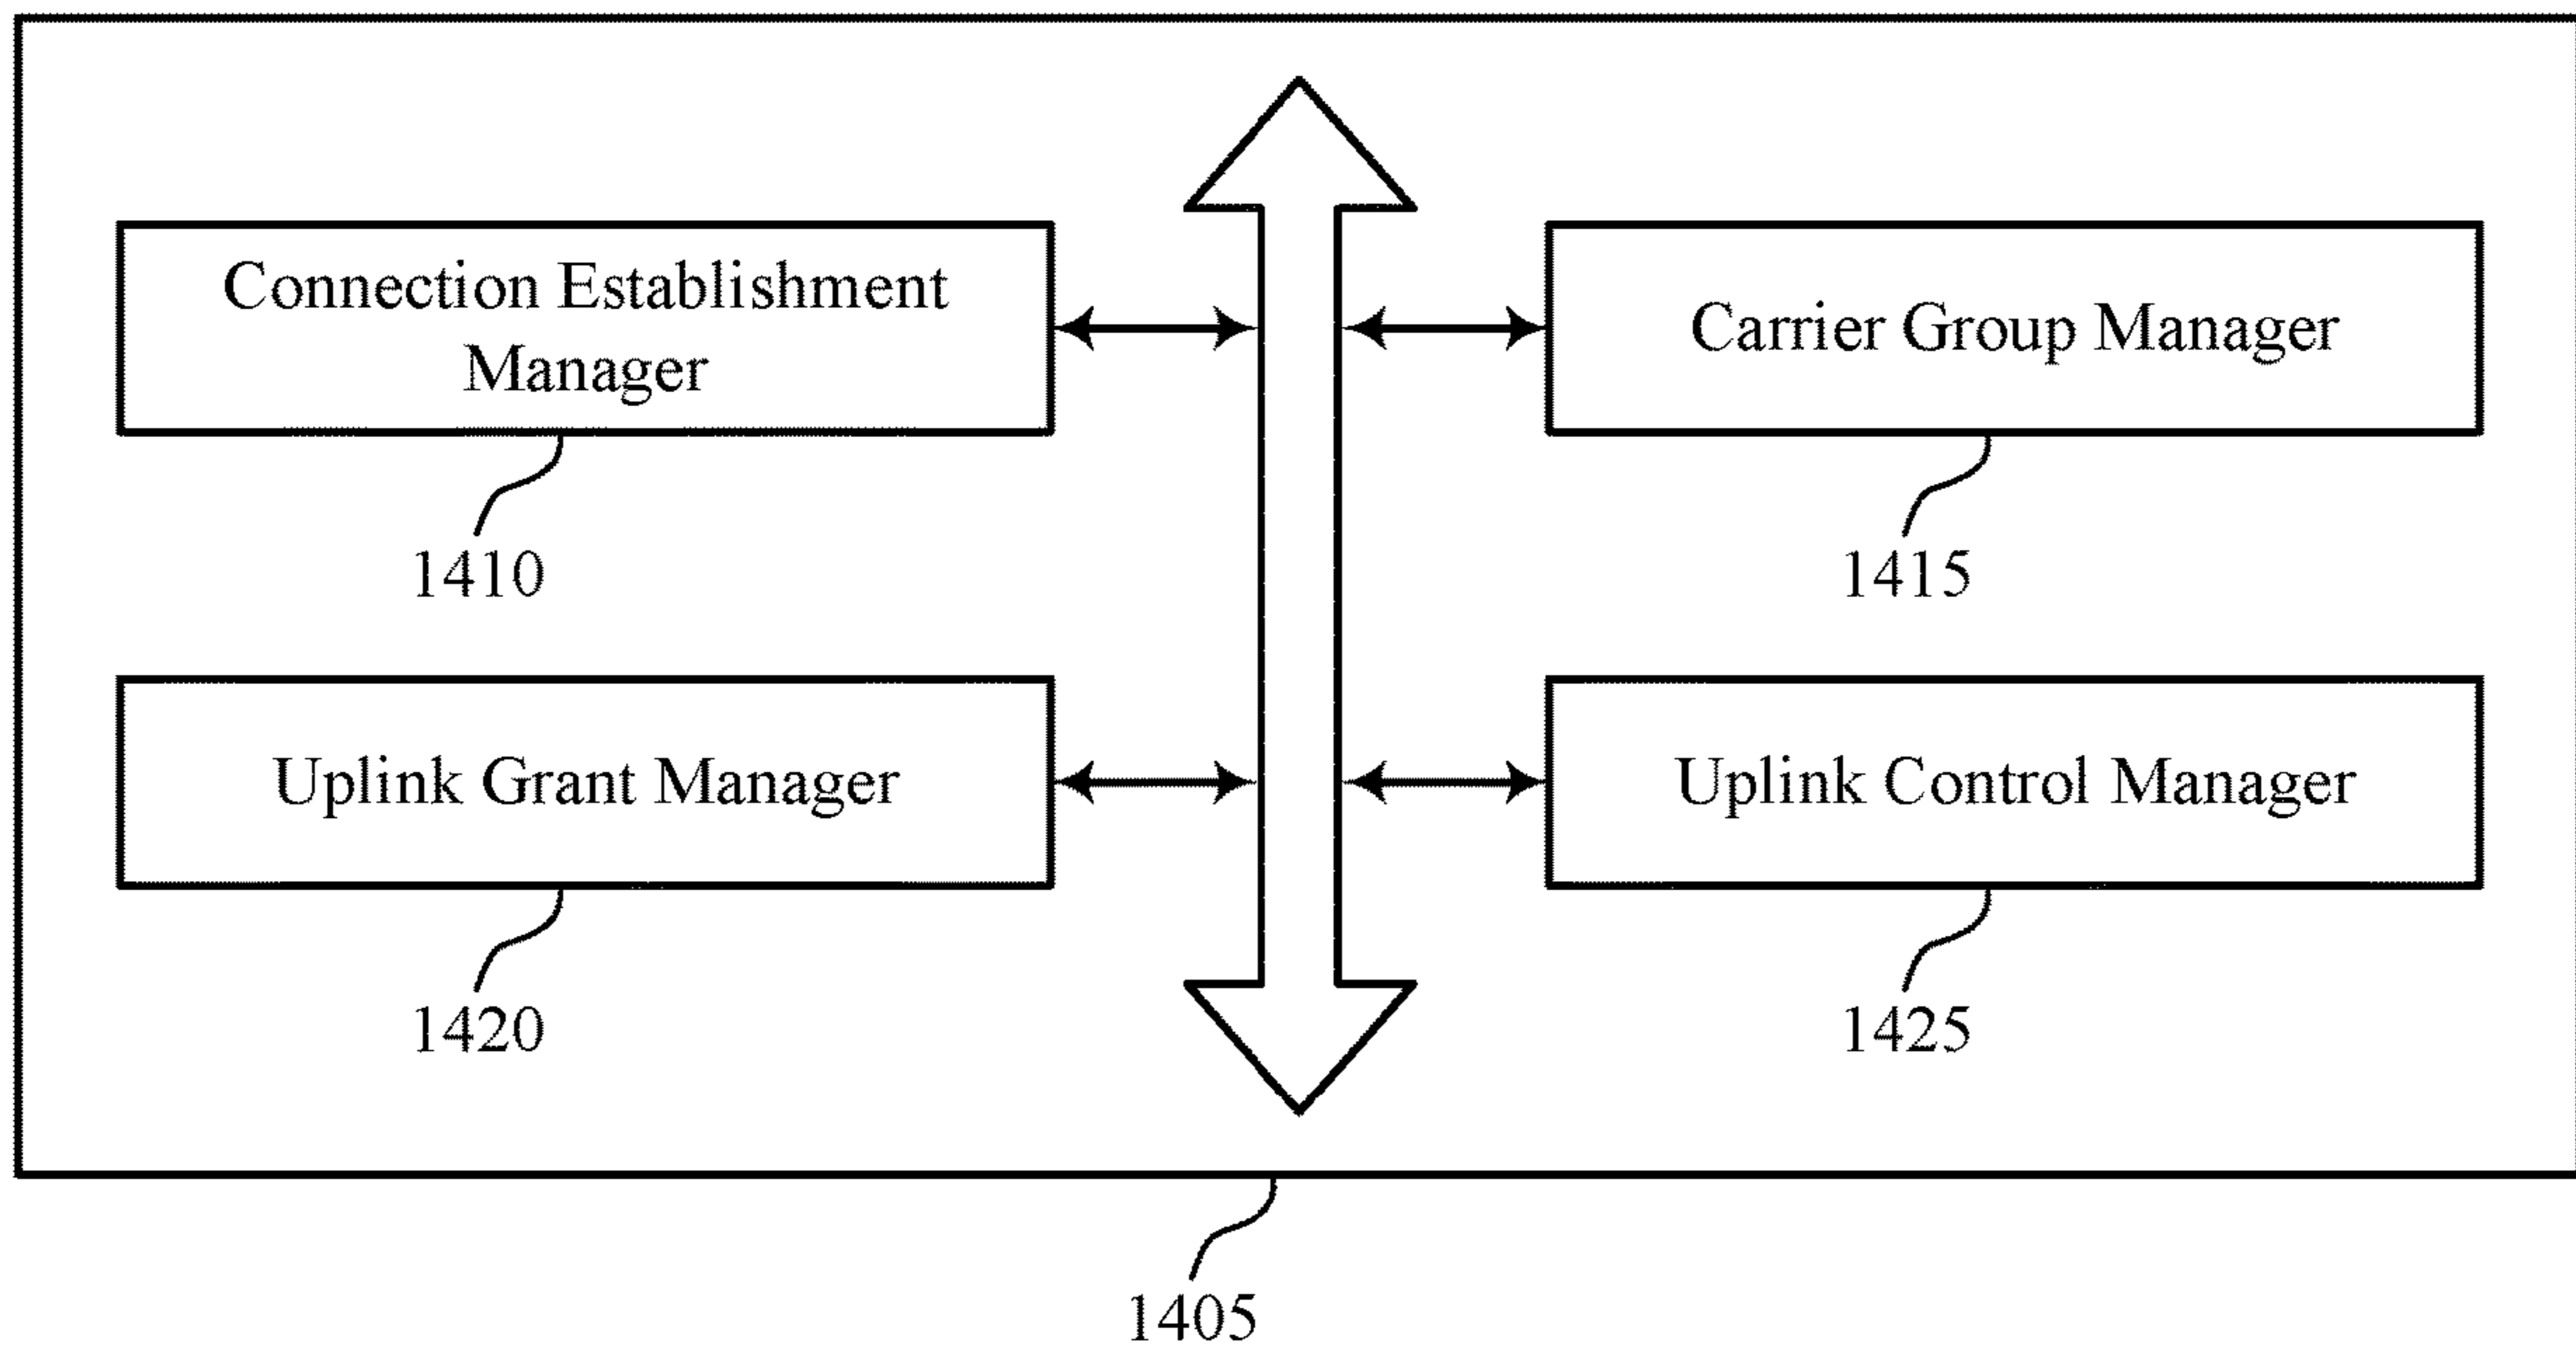 Connection Establishment
Manager
1410
Carrier Group Manager
1415
Uplink Grant Manager
1420
Uplink Control Manager
1425
1405